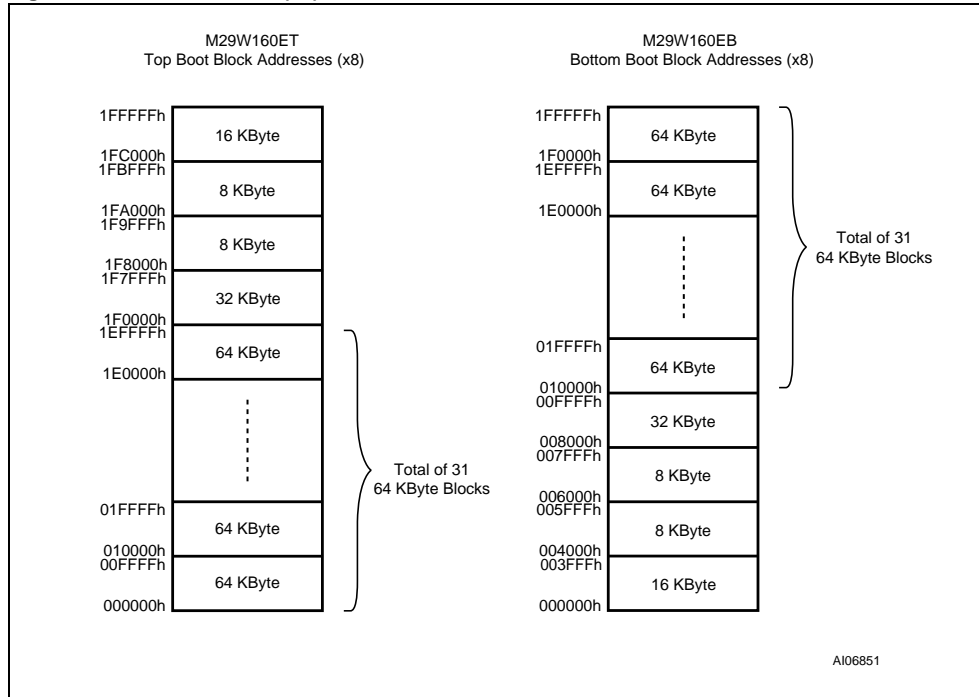 M29W160ET
Top Boot Block Addresses (x8)
1FFFFFh
16 KByte
1FC000h
1FBFFFh
8 KByte
1FA000h
1F9FFFh
8 KByte
1F8000h
1F7FFFh
32 KByte
1F0000h
1EFFFFh
64 KByte
1E0000h
Total of 31
64 KByte Blocks
01FFFFh
64 KByte
010000h
00FFFFh
64 KByte
000000h
M29W160EB
Bottom Boot Block Addresses (x8)
1FFFFFh
64 KByte
1F0000h
1EFFFFh
64 KByte
1E0000h
Total of 31
64 KByte Blocks
01FFFFh
64 KByte
010000h
00FFFFh
32 KByte
008000h
007FFFh
8 KByte
006000h
005FFFh
8 KByte
004000h
003FFFh
16 KByte
000000h
AI06851